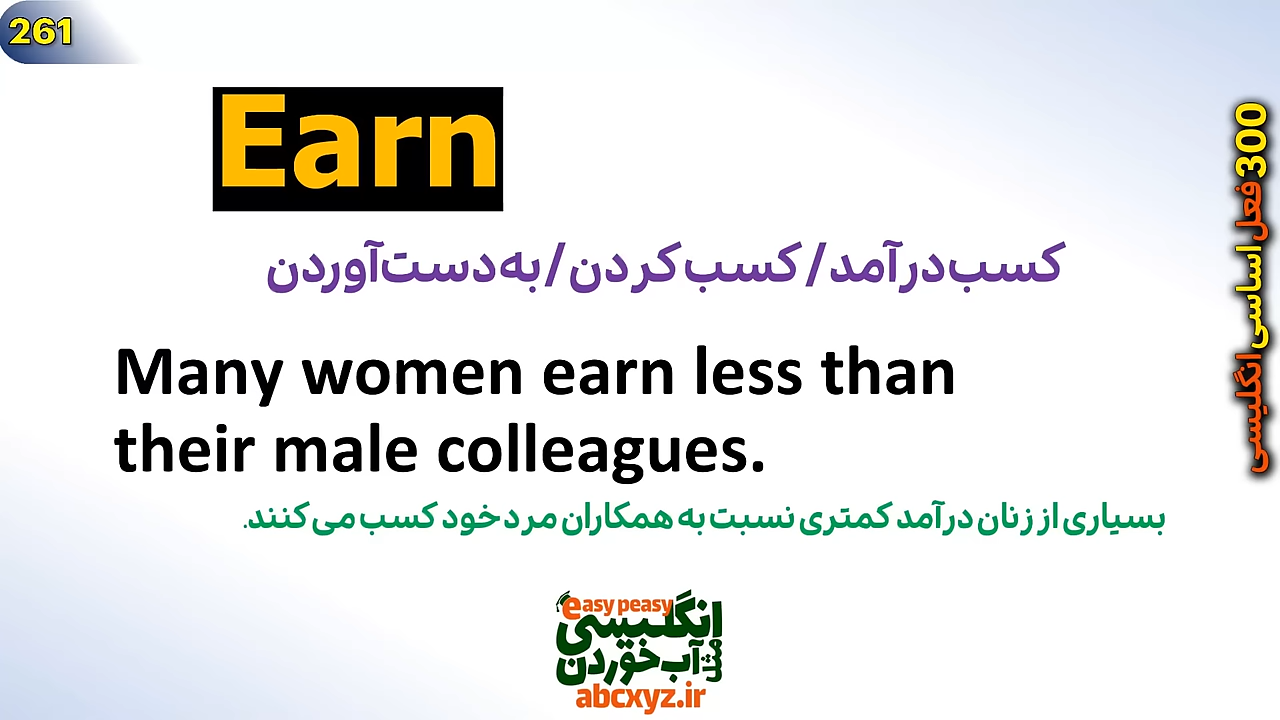 261
Earn
کسب‌درآمد/ کسب‌کردن/ به‌دست‌آوردن
Many women earn less than
their male colleagues.
بسیاری از زنان درآمد کمتری نسبت به همکاران مرد خود کسب می‌کنند.
300 فعل اساسی انگلیسی
easy peasy
انگلیسی
مثل
آب‌خوردن
abcxyz.ir